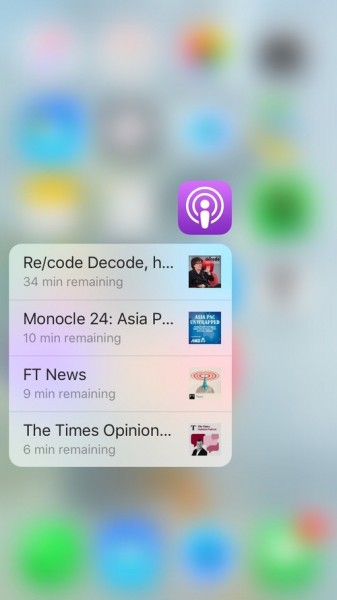 Re/code Decode, h...
34 min remaining
Monocle 24: Asia P...
10 min remaining
ASIA PAC
UNWRAPPED
FT News
9 min remaining
The Times Opinion...
6 min remaining